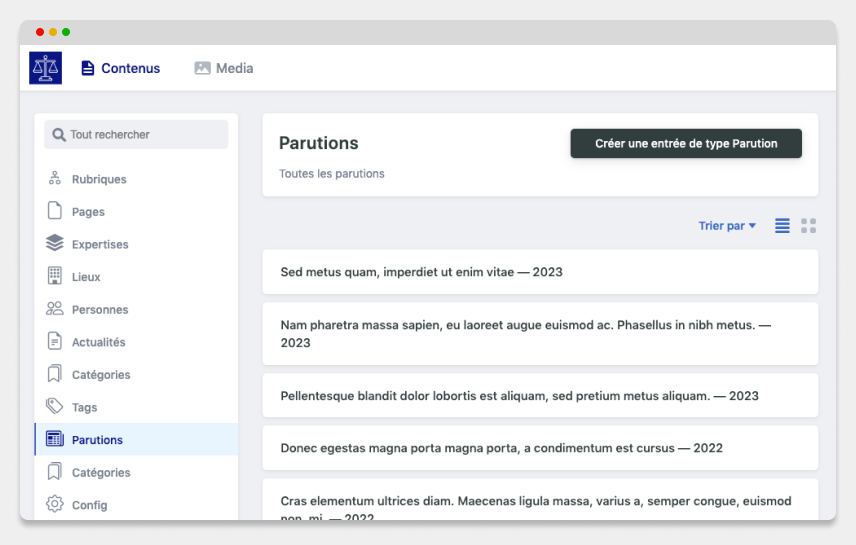 Contenus
Media
Tout rechercher
Rubriques
Pages
Expertises
Lieux
Personnes
Actualités
Catégories
Tags
Parutions
Catégories
Config
Parutions
Créer une entrée de type Parution
Toutes les parutions
Trier par
Sed metus quam, imperdiet ut enim vitae — 2023
Nam pharetra massa sapien, eu laoreet augue euismod ac. Phasellus in nibh metus. —
2023
Pellentesque blandit dolor lobortis est aliquam, sed pretium metus aliquam. — 2023
Donec egestas magna porta magna porta, a condimentum est cursus — 2022
Cras elementum ultrices diam. Maecenas ligula massa, varius a, semper congue, euismod
non, mi. — 2022